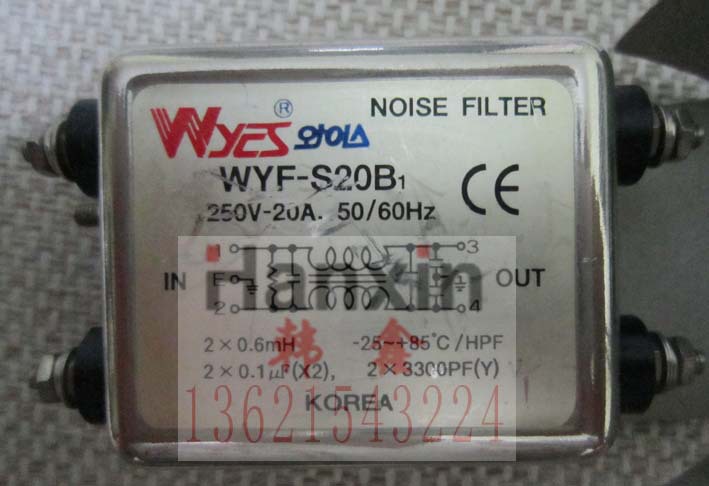 WYES® 와이스 NOISE FILTER
WYF-S20B1
250V-20A. 50/60Hz CE
1 3
IN E OUT
2 4
Hanxin
2×0.6mH -25~+85°C/HPF
韩鑫
2×0.1μF(X2), 2×3300PF(Y)
KOREA
13621543224